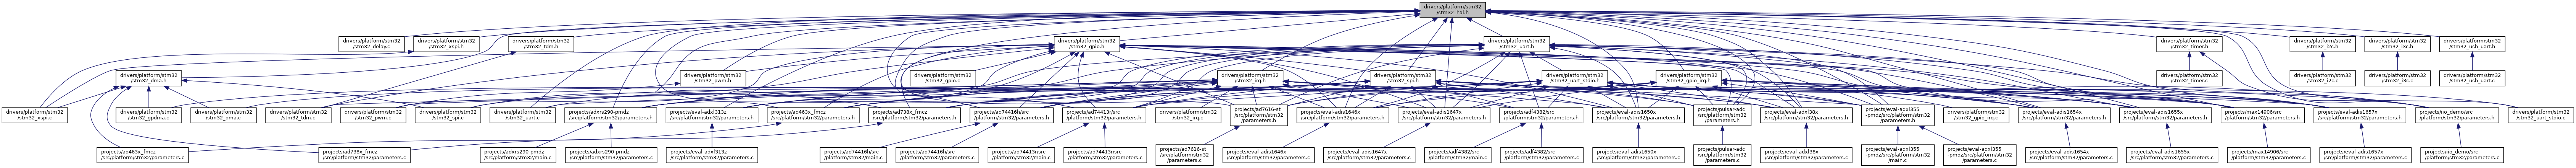 drivers/platform/stm32
/stm32_hal.h
drivers/platform/stm32
/stm32_delay.c
drivers/platform/stm32
/stm32_xspi.h
drivers/platform/stm32
/stm32_tdm.h
drivers/platform/stm32
/stm32_gpio.h
drivers/platform/stm32
/stm32_uart.h
drivers/platform/stm32
/stm32_timer.h
drivers/platform/stm32
/stm32_i2c.h
drivers/platform/stm32
/stm32_i3c.h
drivers/platform/stm32
/stm32_usb_uart.h
drivers/platform/stm32
/stm32_dma.h
drivers/platform/stm32
/stm32_pwm.h
drivers/platform/stm32
/stm32_gpio.c
drivers/platform/stm32
/stm32_irq.h
drivers/platform/stm32
/stm32_spi.h
drivers/platform/stm32
/stm32_uart_stdio.h
drivers/platform/stm32
/stm32_gpio_irq.h
drivers/platform/stm32
/stm32_timer.c
drivers/platform/stm32
/stm32_i2c.c
drivers/platform/stm32
/stm32_i3c.c
drivers/platform/stm32
/stm32_usb_uart.c
drivers/platform/stm32
/stm32_xspi.c
drivers/platform/stm32
/stm32_gpdma.c
drivers/platform/stm32
/stm32_dma.c
drivers/platform/stm32
/stm32_tdm.c
drivers/platform/stm32
/stm32_pwm.c
drivers/platform/stm32
/stm32_spi.c
drivers/platform/stm32
/stm32_uart.c
projects/adxrs290-pmdz
/src/platform/stm32/parameters.h
projects/eval-adxl313z
/src/platform/stm32/parameters.h
projects/ad463x_fmcz
/src/platform/stm32/parameters.h
projects/ad738x_fmcz
/src/platform/stm32/parameters.h
projects/ad74416h/src
/platform/stm32/parameters.h
projects/ad74413r/src
/platform/stm32/parameters.h
drivers/platform/stm32
/stm32_irq.c
projects/ad7616-st
/src/platform/stm32
/parameters.h
projects/eval-adis1646x
/src/platform/stm32/parameters.h
projects/eval-adis1647x
/src/platform/stm32/parameters.h
projects/adf4382/src
/platform/stm32/parameters.h
projects/eval-adis1650x
/src/platform/stm32/parameters.h
projects/pulsar-adc
/src/platform/stm32
/parameters.h
projects/eval-adxl38x
/src/platform/stm32/parameters.h
projects/eval-adxl355
-pmdz/src/platform/stm32
/parameters.h
drivers/platform/stm32
/stm32_gpio_irq.c
projects/eval-adis1654x
/src/platform/stm32/parameters.h
projects/eval-adis1655x
/src/platform/stm32/parameters.h
projects/max14906/src
/platform/stm32/parameters.h
projects/eval-adis1657x
/src/platform/stm32/parameters.h
projects/iio_demo/src
/platform/stm32/parameters.h
drivers/platform/stm32
/stm32_uart_stdio.c
projects/ad463x_fmcz
/src/platform/stm32/parameters.c
projects/ad738x_fmcz
/src/platform/stm32/parameters.c
projects/adxrs290-pmdz
/src/platform/stm32/main.c
projects/adxrs290-pmdz
/src/platform/stm32/parameters.c
projects/eval-adxl313z
/src/platform/stm32/parameters.c
projects/ad74416h/src
/platform/stm32/main.c
projects/ad74416h/src
/platform/stm32/parameters.c
projects/ad74413r/src
/platform/stm32/main.c
projects/ad74413r/src
/platform/stm32/parameters.c
projects/ad7616-st
/src/platform/stm32
/parameters.c
projects/eval-adis1646x
/src/platform/stm32/parameters.c
projects/eval-adis1647x
/src/platform/stm32/parameters.c
projects/adf4382/src
/platform/stm32/main.c
projects/adf4382/src
/platform/stm32/parameters.c
projects/eval-adis1650x
/src/platform/stm32/parameters.c
projects/pulsar-adc
/src/platform/stm32
/main.c
projects/eval-adxl38x
/src/platform/stm32/parameters.c
projects/eval-adxl355
-pmdz/src/platform/stm32
/parameters.c
projects/eval-adxl355
-pmdz/src/platform/stm32
/parameters.c
projects/eval-adis1654x
/src/platform/stm32/parameters.c
projects/eval-adis1655x
/src/platform/stm32/parameters.c
projects/max14906/src
/platform/stm32/parameters.c
projects/eval-adis1657x
/src/platform/stm32/parameters.c
projects/iio_demo/src
/platform/stm32/parameters.c